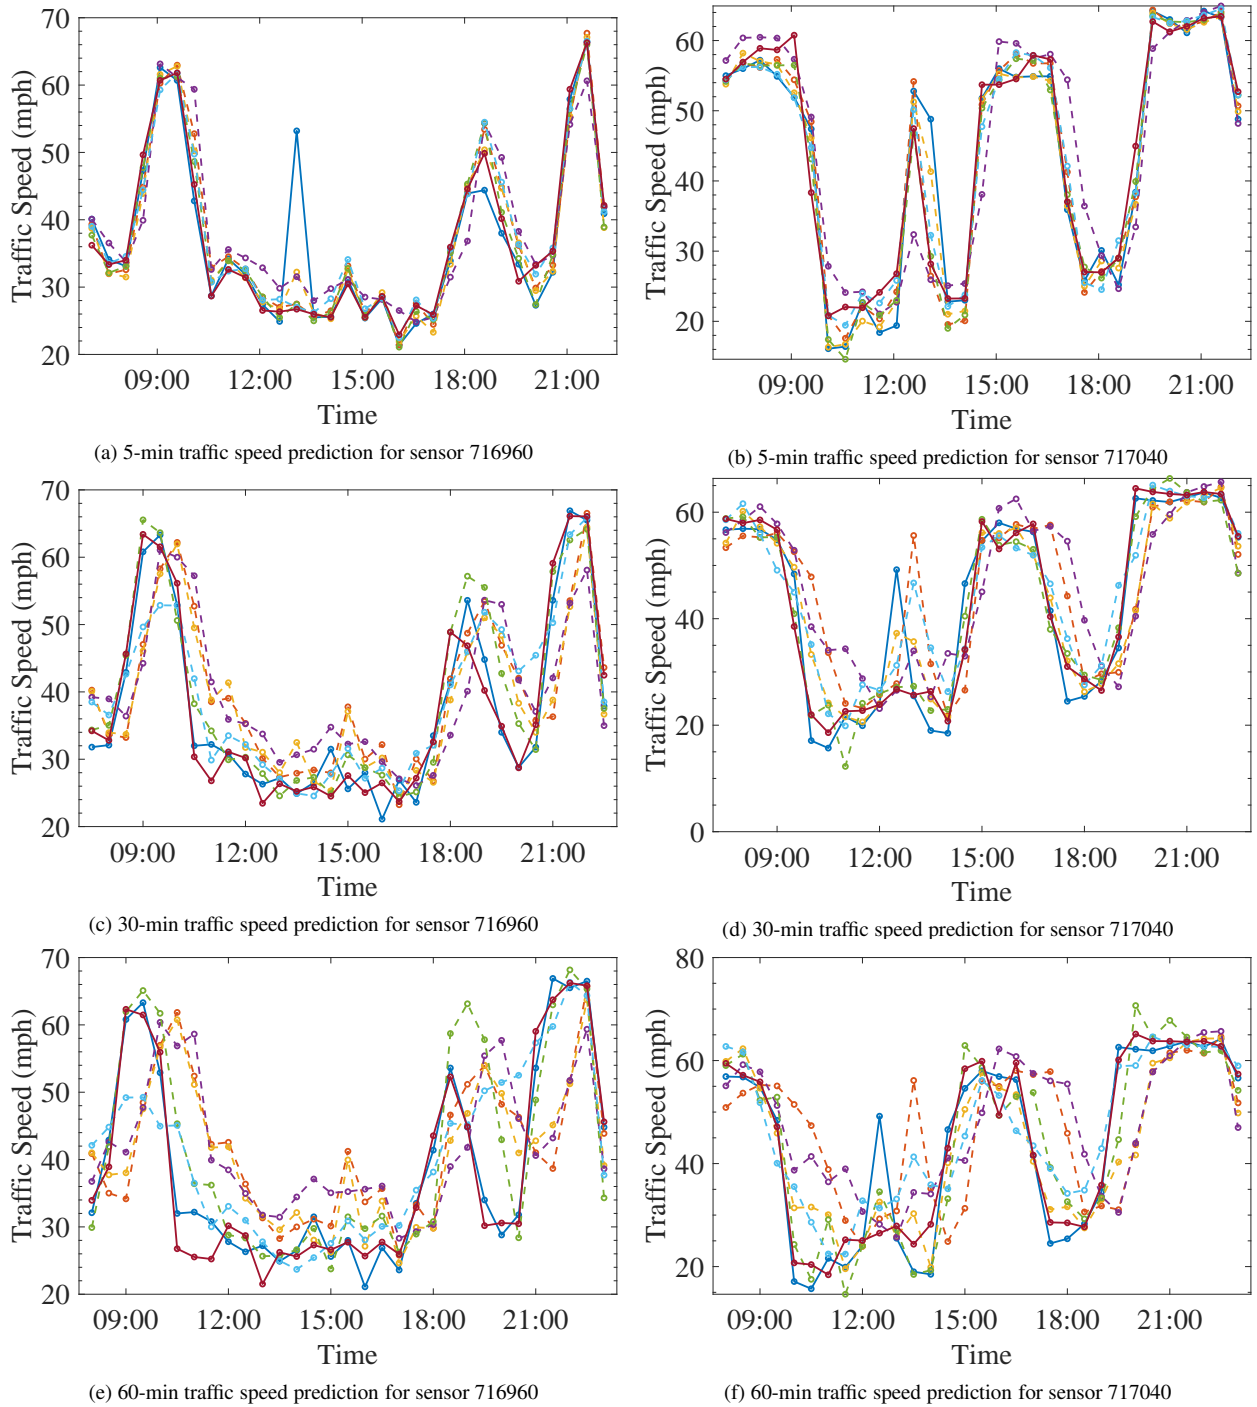 70
60
50
40
30
20
Traffic Speed (mph)
09:00 12:00 15:00 18:00 21:00
Time
(a) 5-min traffic speed prediction for sensor 716960
60
50
40
30
20
Traffic Speed (mph)
09:00 12:00 15:00 18:00 21:00
Time
(b) 5-min traffic speed prediction for sensor 717040
70
60
50
40
30
20
Traffic Speed (mph)
09:00 12:00 15:00 18:00 21:00
Time
(c) 30-min traffic speed prediction for sensor 716960
60
40
20
0
Traffic Speed (mph)
09:00 12:00 15:00 18:00 21:00
Time
(d) 30-min traffic speed prediction for sensor 717040
70
60
50
40
30
20
Traffic Speed (mph)
09:00 12:00 15:00 18:00 21:00
Time
(e) 60-min traffic speed prediction for sensor 716960
80
60
40
20
Traffic Speed (mph)
09:00 12:00 15:00 18:00 21:00
Time
(f) 60-min traffic speed prediction for sensor 717040